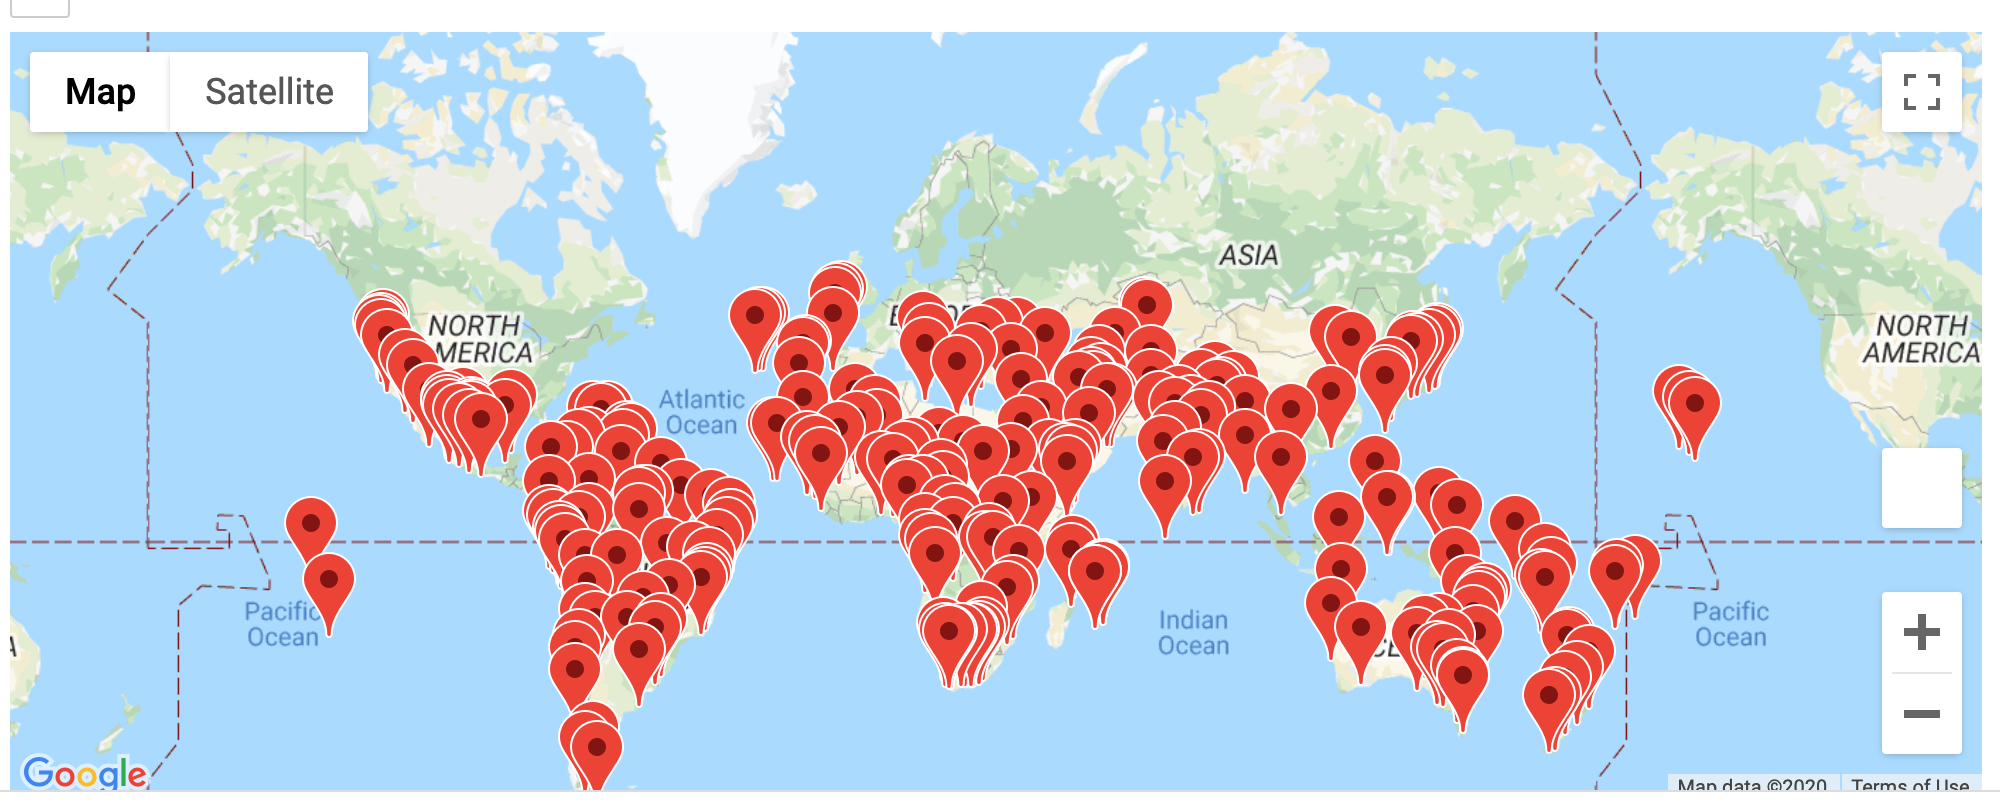 Map
Satellite
ASIA
NORTH
MERICA
NORTH
AMERICA
Atlantic
Ocean
Pacific
Ocean
Indian
Ocean
Pacific
Ocean
Google
Map data ©2020
Terms of Use